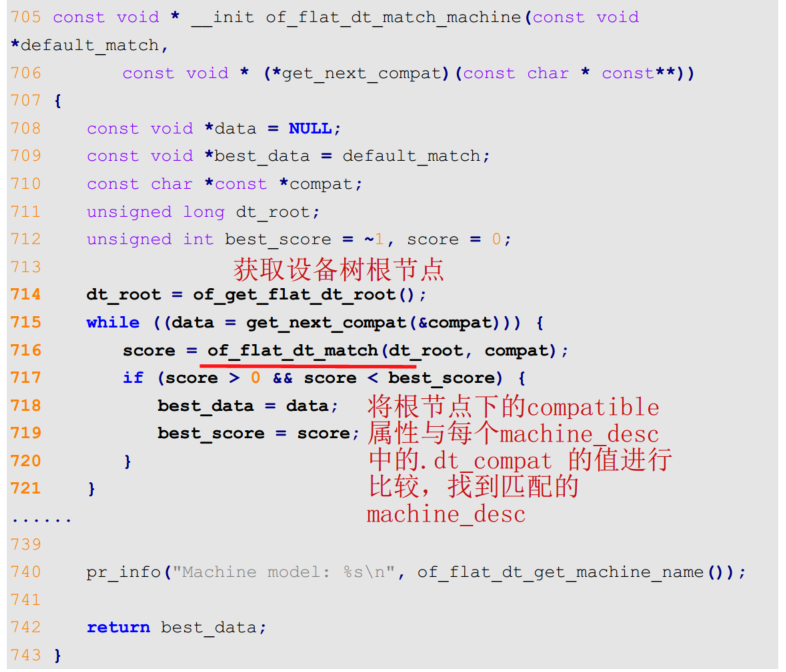 705 const void * __init of_flat_dt_match_machine(const void
*default_match,
706 const void * (*get_next_compat)(const char * const**))
707 {
708 const void *data = NULL;
709 const void *best_data = default_match;
710 const char *const *compat;
711 unsigned long dt_root;
712 unsigned int best_score = ~1, score = 0;
713
获取设备树根节点
714 dt_root = of_get_flat_dt_root();
715 while ((data = get_next_compat(&compat))) {
716 score = of_flat_dt_match(dt_root, compat);
717 if (score > 0 && score < best_score) {
718 best_data = data; 将根节点下的compatible
719 best_score = score; 属性与每个machine_desc
720 } 中的.dt_compat 的值进行
721 } 比较，找到匹配的
...... machine_desc
739
740 pr_info("Machine model: %s\n", of_flat_dt_get_machine_name());
741
742 return best_data;
743 }